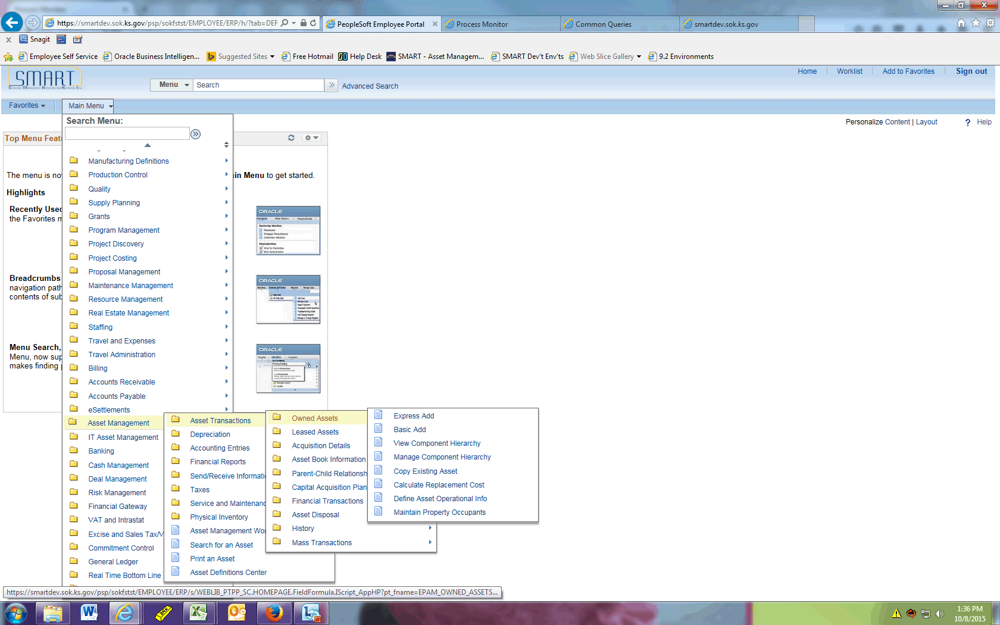 https://smartdev.sok.ks.gov/psp/sokfstst/EMPLOYEE/ERP/h/?tab=DEF
PeopleSoft Employee Portal
Process Monitor
Common Queries
smartdev.sok.ks.gov
Snagit
Employee Self Service
Oracle Business Intelligen...
Suggested Sites
Free Hotmail
Help Desk
SMART - Asset Managem...
SMART Dev't Env'ts
Web Slice Gallery
9.2 Environments
SMART
Home
Worklist
Add to Favorites
Sign out
Menu
Search
Advanced Search
Favorites
Main Menu
Personalize Content | Layout
? Help
Search Menu:
Top Menu Featu
The menu is nov
in Menu to get started.
Highlights
Recently Used
the Favorites m
Breadcrumbs
navigation path
contents of sub
Menu Search,
Menu, now sup
makes finding p
ORACLE
ORACLE
ORACLE
Manufacturing Definitions
Production Control
Quality
Supply Planning
Grants
Program Management
Project Discovery
Project Costing
Proposal Management
Maintenance Management
Resource Management
Real Estate Management
Staffing
Travel and Expenses
Travel Administration
Billing
Accounts Receivable
Accounts Payable
eSettlements
Asset Management
IT Asset Management
Banking
Cash Management
Deal Management
Risk Management
Financial Gateway
VAT and Intrastat
Excise and Sales Tax/V
Commitment Control
General Ledger
Real Time Bottom Line
Asset Transactions
Depreciation
Accounting Entries
Financial Reports
Send/Receive Informati
Taxes
Service and Maintenanc
Physical Inventory
Asset Management Wor
Search for an Asset
Print an Asset
Asset Definitions Center
Owned Assets
Leased Assets
Acquisition Details
Asset Book Information
Parent-Child Relationsh
Capital Acquisition Plan
Financial Transactions
Asset Disposal
History
Mass Transactions
Express Add
Basic Add
View Component Hierarchy
Manage Component Hierarchy
Copy Existing Asset
Calculate Replacement Cost
Define Asset Operational Info
Maintain Property Occupants
https://smartdev.sok.ks.gov/psp/sokfstst/EMPLOYEE/ERP/s/WEBLIB_PTPP_SC.HOMEPAGE.FieldFormula.IScript_AppHP?pt_fname=EPAM_OWNED_ASSETS...
1:36 PM
10/8/2015